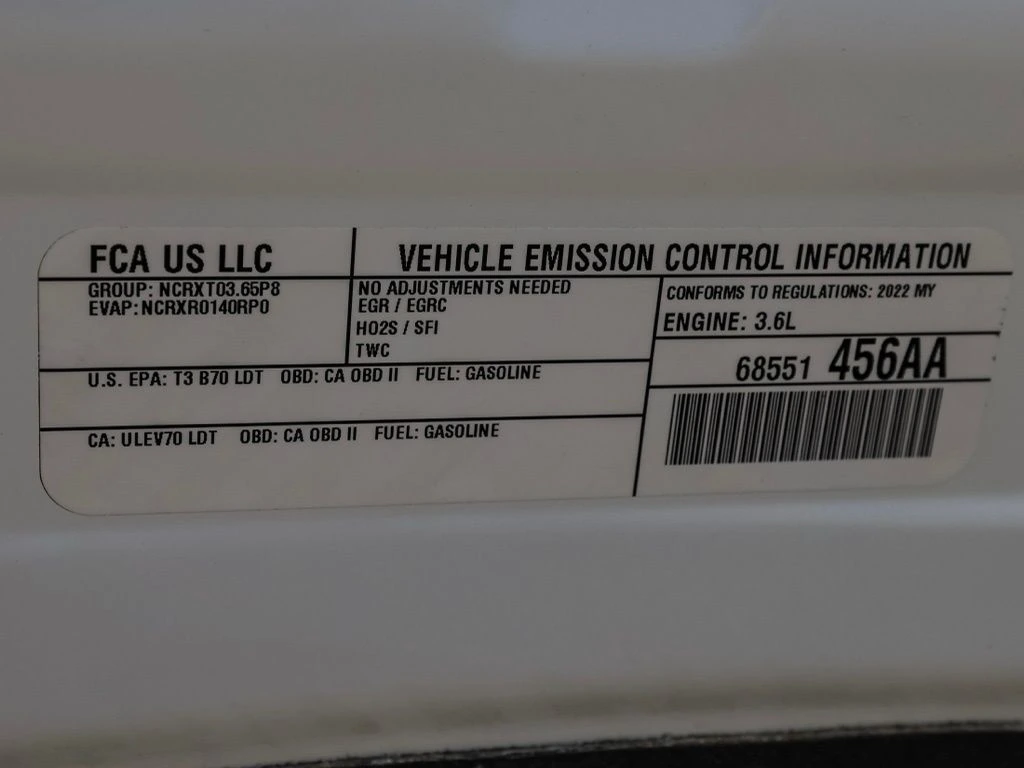 FCA US LLC
VEHICLE EMISSION CONTROL INFORMATION
GROUP: NCRXT03.65P8
EVAP: NCRXR0140RP0
NO ADJUSTMENTS NEEDED
EGR / EGRC
HO2S / SFI
TWC
CONFORMS TO REGULATIONS: 2022 MY
ENGINE: 3.6L
68551 456AA
U.S. EPA: T3 B70 LDT OBD: CA OBD II FUEL: GASOLINE
CA: ULEV70 LDT OBD: CA OBD II FUEL: GASOLINE